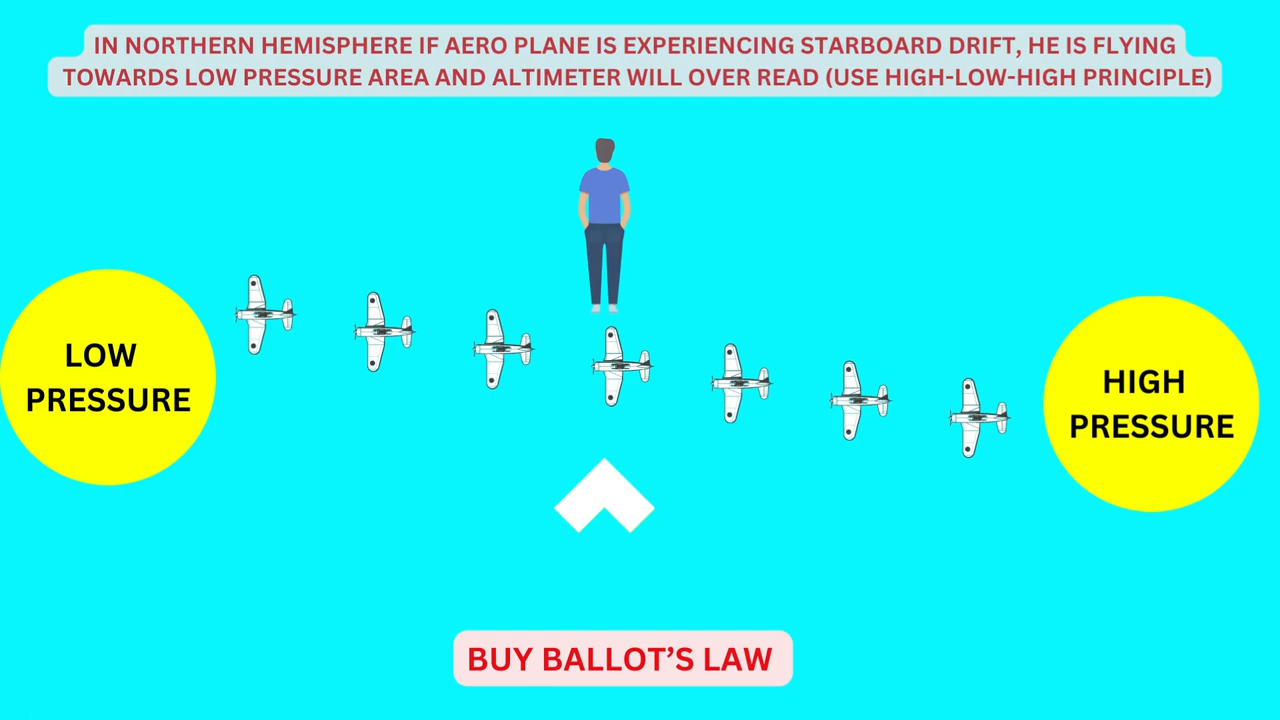 IN NORTHERN HEMISPHERE IF AERO PLANE IS EXPERIENCING STARBOARD DRIFT, HE IS FLYING
TOWARDS LOW PRESSURE AREA AND ALTIMETER WILL OVER READ (USE HIGH-LOW-HIGH PRINCIPLE)
LOW
PRESSURE
HIGH
PRESSURE
BUY BALLOT’S LAW